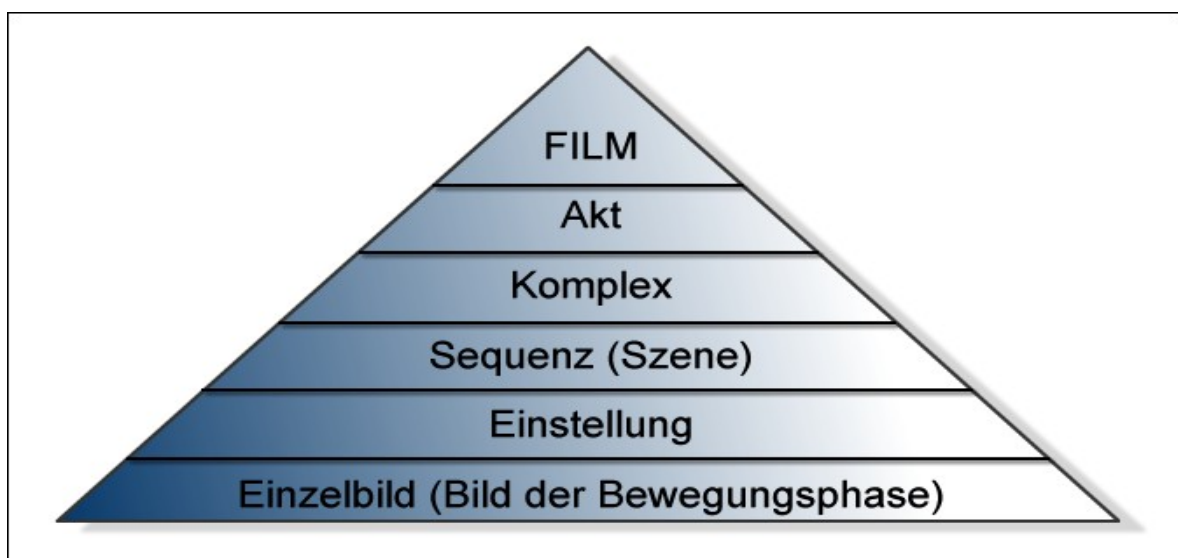 FILM
Akt
Komplex
Sequenz (Szene)
Einstellung
Einzelbild (Bild der Bewegungsphase)